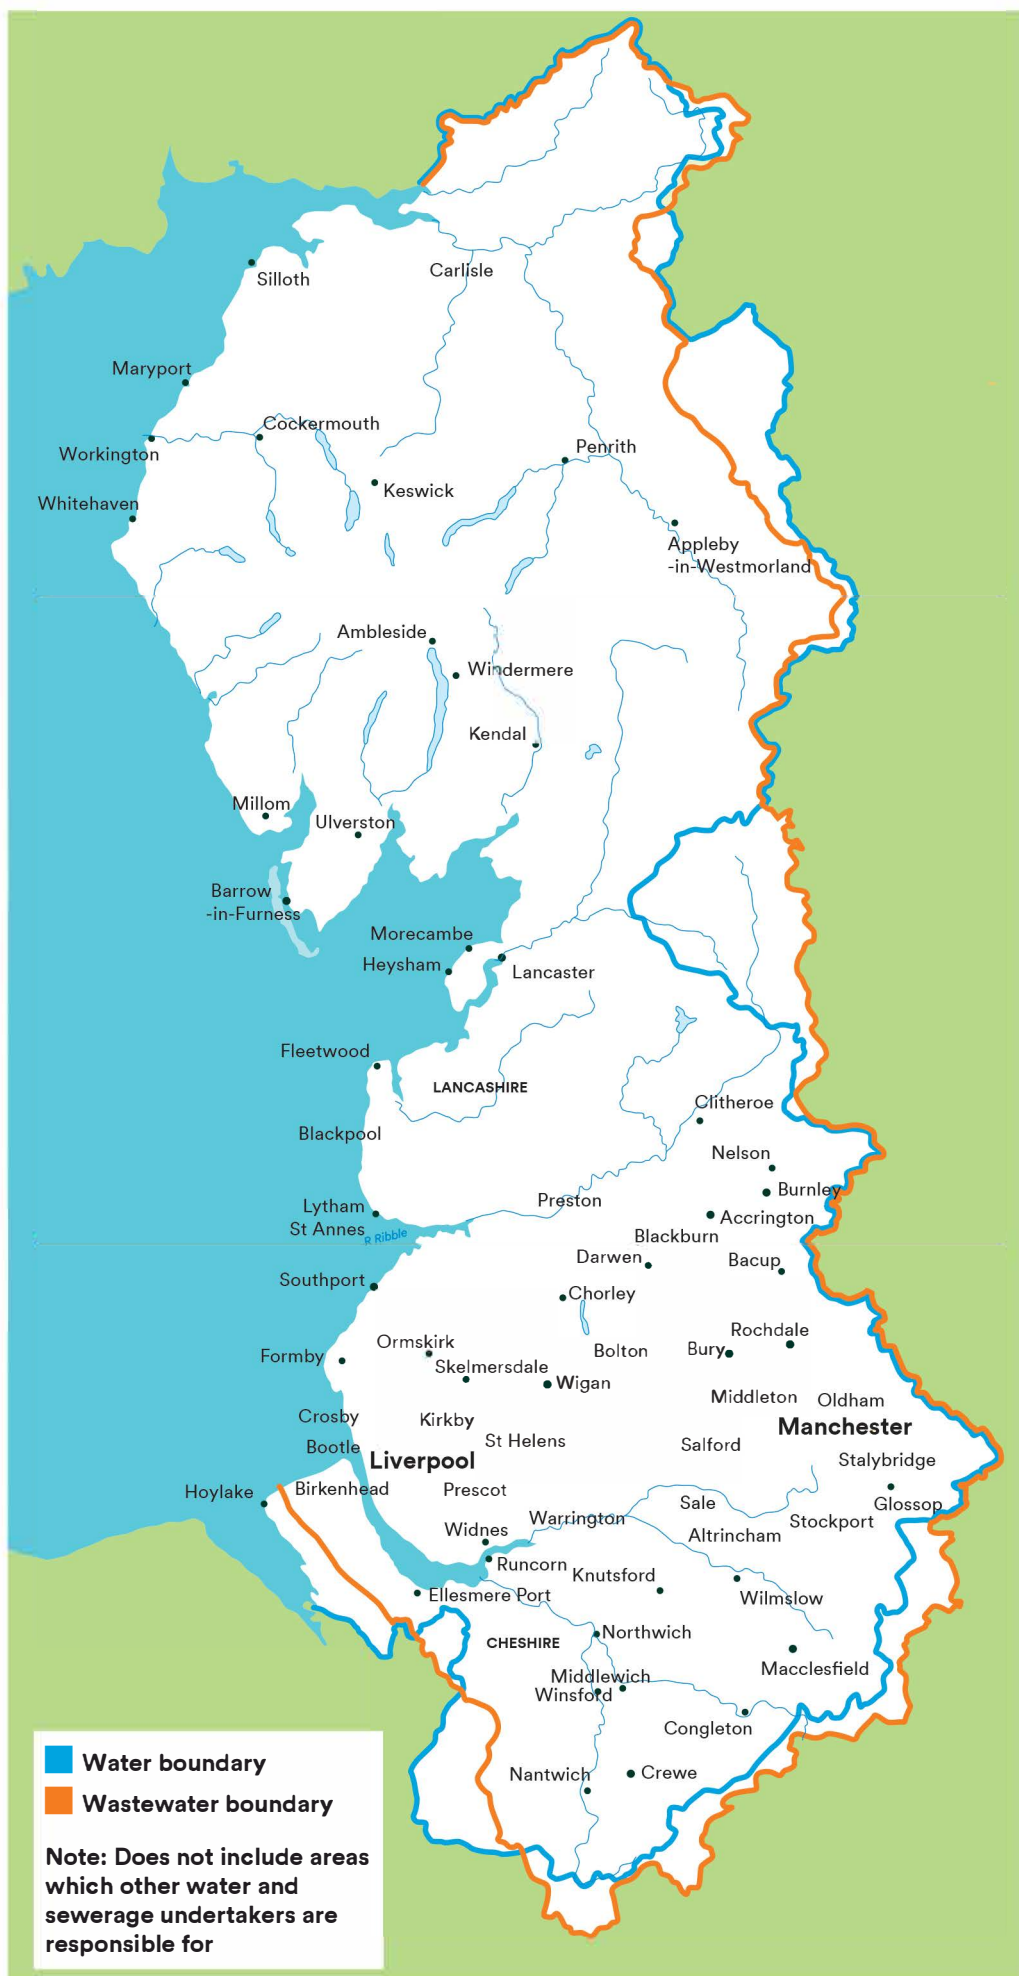 Carlisle
Silloth
Maryport
Cockermouth
Workington
Penrith
Keswick
Whitehaven
Appleby
-in-Westmorland
Ambleside
Windermere
Kendal
Millom
Ulverston
Barrow
-in-Furness
Morecambe
Heysham
Lancaster
Fleetwood
LANCASHIRE
Clitheroe
Blackpool
Nelson
Burnley
Preston
Lytham
St Annes
Accrington
R Ribble
Blackburn
Darwen
Bacup
Southport
Chorley
Rochdale
Ormskirk
Bolton
Bury
Formby
Skelmersdale
Wigan
Middleton
Oldham
Crosby
Kirkby
Manchester
Bootle
St Helens
Salford
Liverpool
Stalybridge
Hoylake
Birkenhead
Prescot
Sale
Glossop
Warrington
Stockport
Widnes
Altrincham
Runcorn
Knutsford
Ellesmere Port
Wilmslow
Northwich
CHESHIRE
Macclesfield
Middlewich
Winsford
Congleton
Nantwich
Crewe
Water boundary
Wastewater boundary
Note: Does not include areas
which other water and
sewerage undertakers are
responsible for